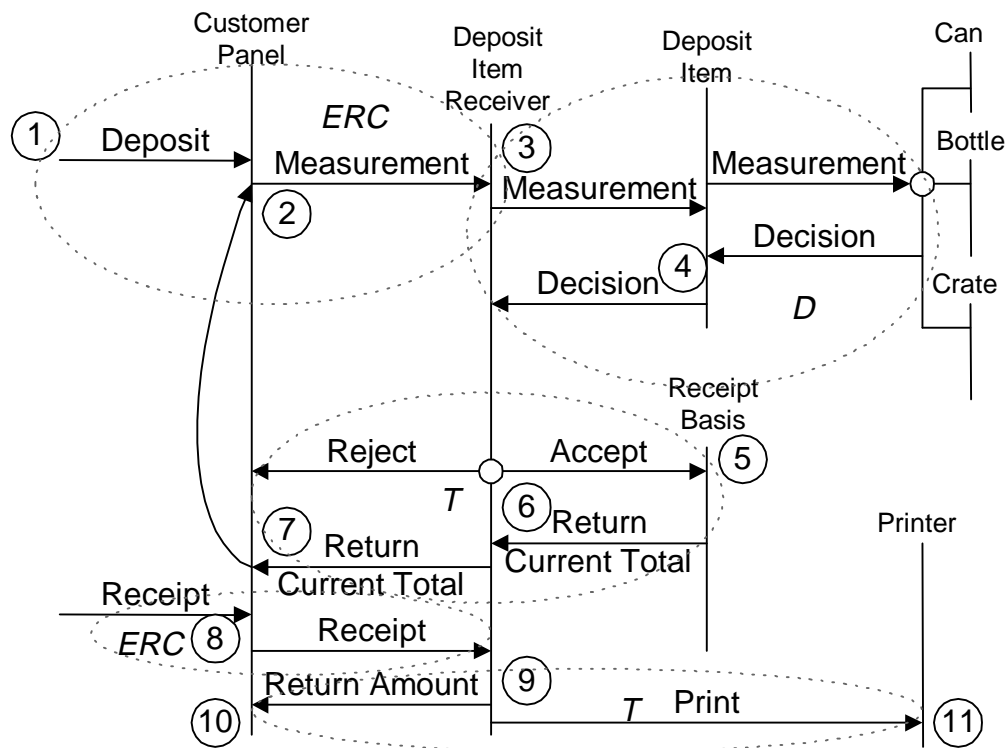 Customer
Panel
Deposit
Item
Receiver
Deposit
Item
Can
1
Deposit
ERC
3
Bottle
Measurement
Measurement
Measurement
2
Decision
4
Decision
Crate
D
Receipt
Basis
Reject
Accept
5
T
6
7
Return
Current Total
Return
Current Total
Printer
Receipt
ERC
8
Receipt
Return Amount
9
T
Print
10
11